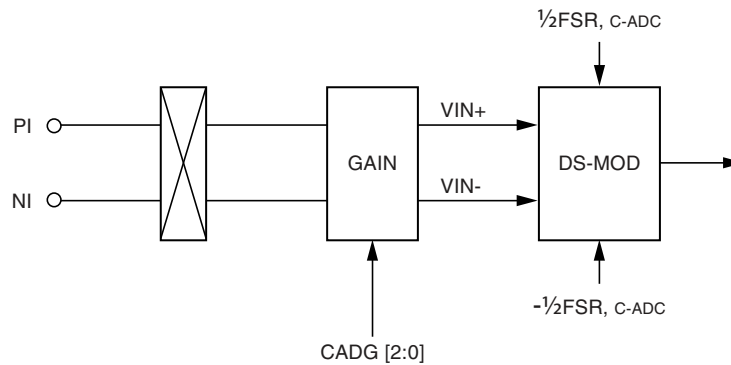 ½FSR, C-ADC
PI
NI
GAIN
VIN+
VIN-
DS-MOD
-½FSR, C-ADC
CADG [2:0]